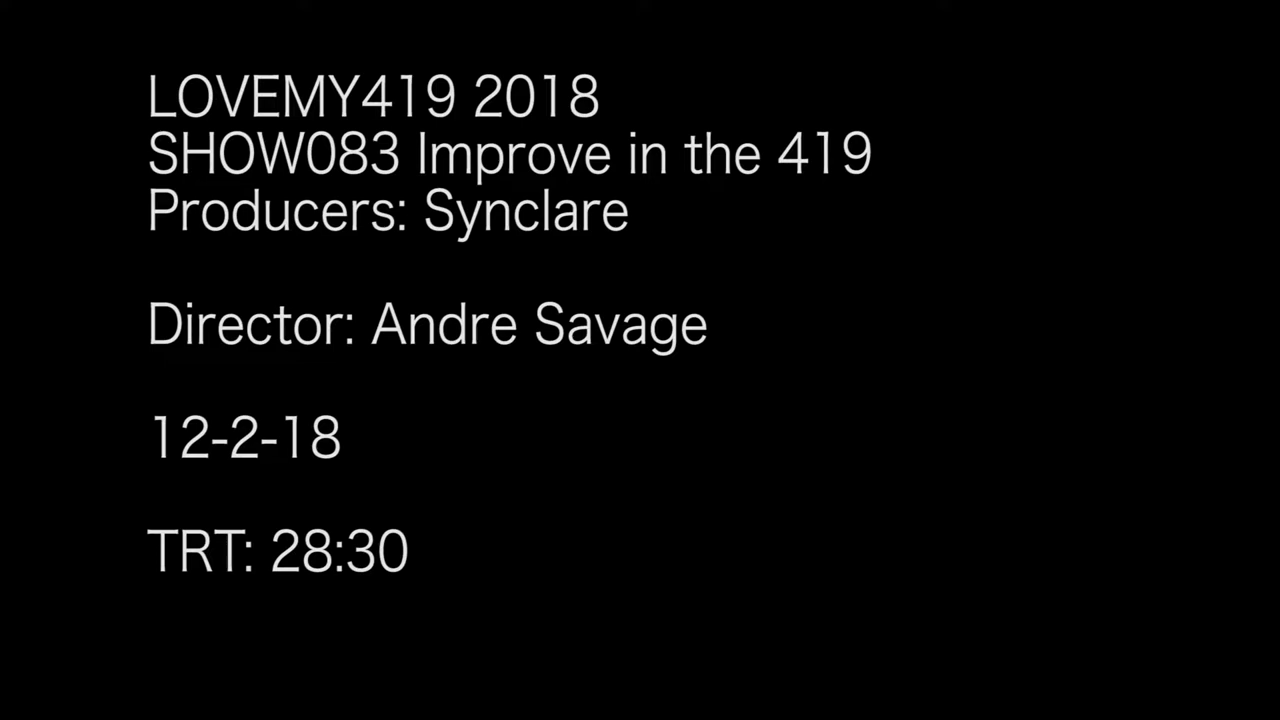 LOVEMY419 2018
SHOW083 Improve in the 419
Producers: Synclare
Director: Andre Savage
12-2-18
TRT: 28:30